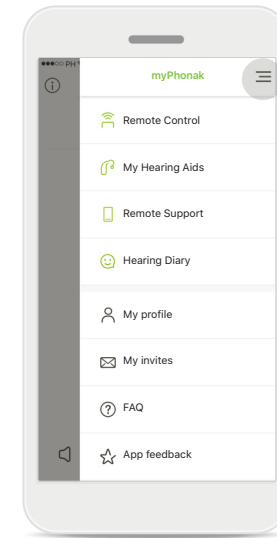 PH
myPhonak
Remote Control
My Hearing Aids
Remote Support
Hearing Diary
My profile
My invites
FAQ
App feedback